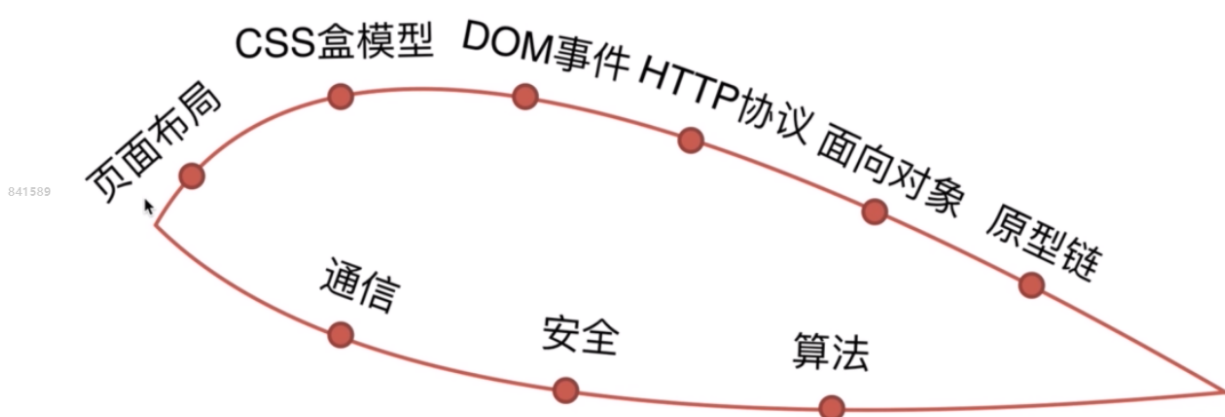 CSS盒模型
DOM事件
HTTP协议
页面布局
面向对象
原型链
841589
通信
安全
算法